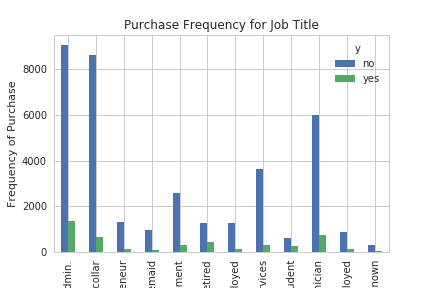 Purchase Frequency for Job Title
y
no
yes
Frequency of Purchase
8000
6000
4000
2000
0
dmin.
collar
eneur
emaid
ment
etired
loyed
vices
udent
nician
loyed
nown